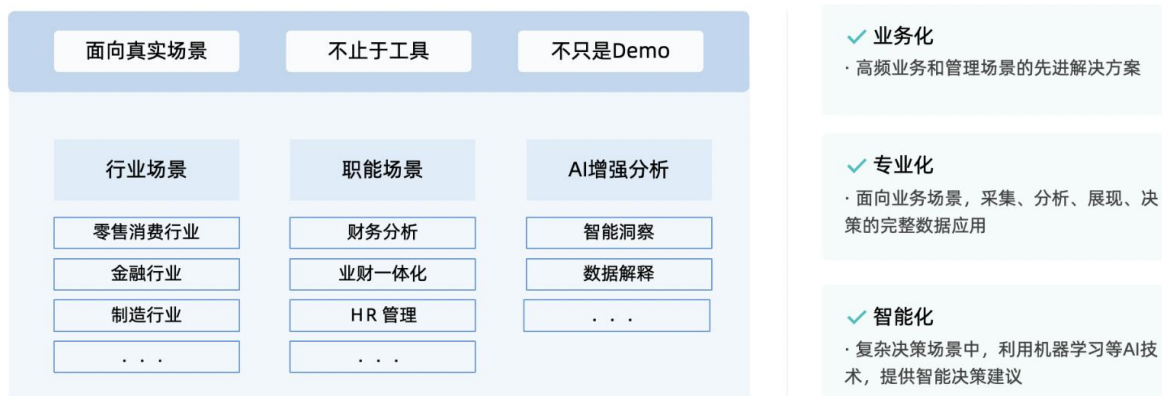 面向真实场景
不止于工具
不只是Demo
行业场景
职能场景
AI增强分析
零售消费行业
财务分析
智能洞察
金融行业
业财一体化
数据解释
制造行业
HR 管理
. . .
. . .
. . .
✓ 业务化
· 高频业务和管理场景的先进解决方案
✓ 专业化
· 面向业务场景，采集、分析、展现、决
策的完整数据应用
✓ 智能化
· 复杂决策场景中，利用机器学习等AI技
术，提供智能决策建议